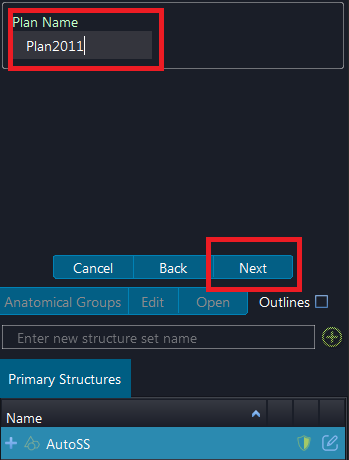 Plan Name
Plan2011
Cancel Back Next
Anatomical Groups Edit Open Outlines
Enter new structure set name
Primary Structures
Name
AutoSS